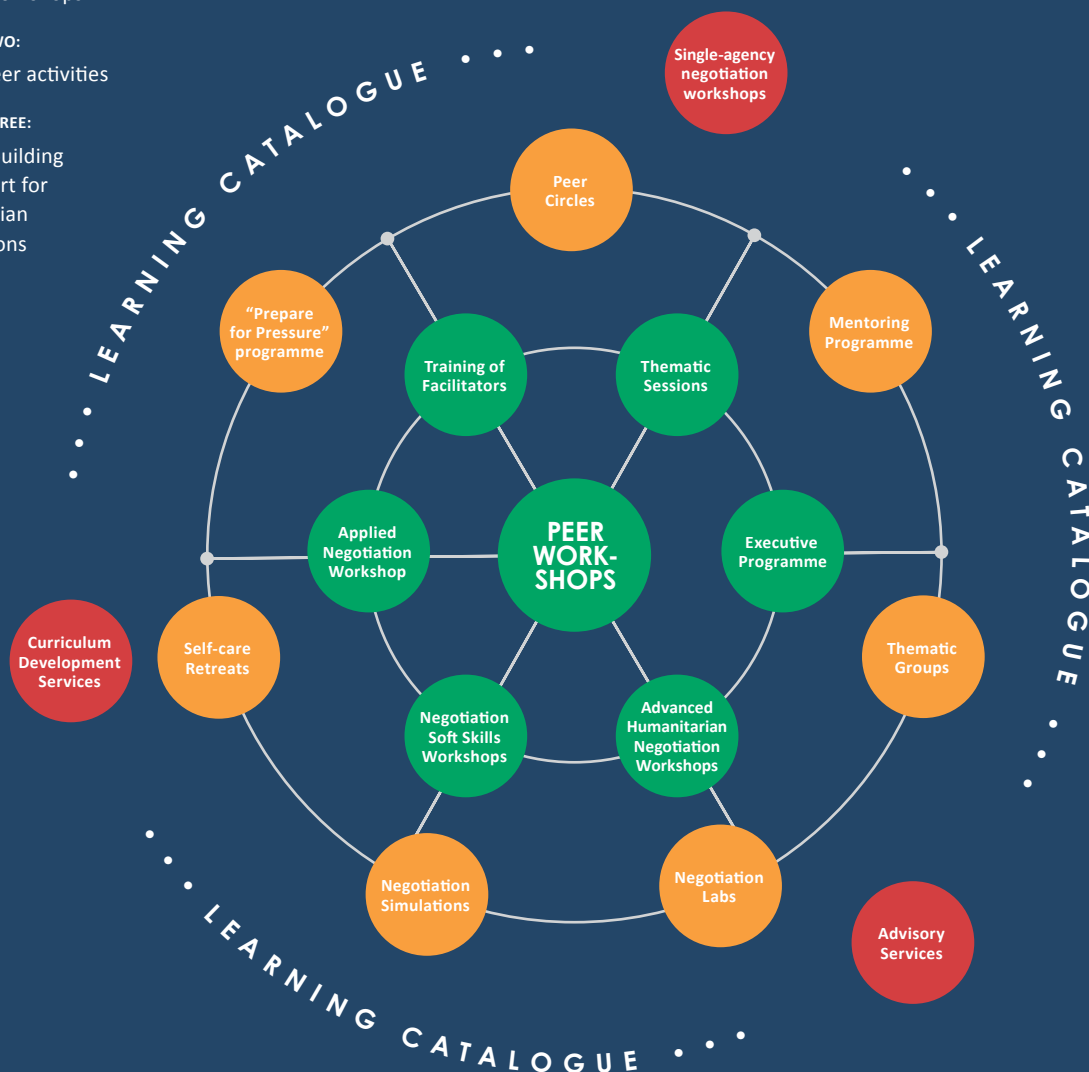 WO:
er activities
REE:
uilding
rt for
ian
ons
LEARNING CATALOGUE
Single-agency
negotiation
workshops
Peer
Circles
LEARNING CATALOGUE
"Prepare
for Pressure"
programme
Mentoring
Programme
Training of
Facilitators
Thematic
Sessions
Applied
Negotiation
Workshop
PEER
WORK-
SHOPS
Executive
Programme
Curriculum
Development
Services
Self-care
Retreats
Thematic
Groups
Negotiation
Soft Skills
Workshops
Advanced
Humanitarian
Negotiation
Workshops
Negotiation
Simulations
Negotiation
Labs
Advisory
Services
LEARNING CATALOGUE